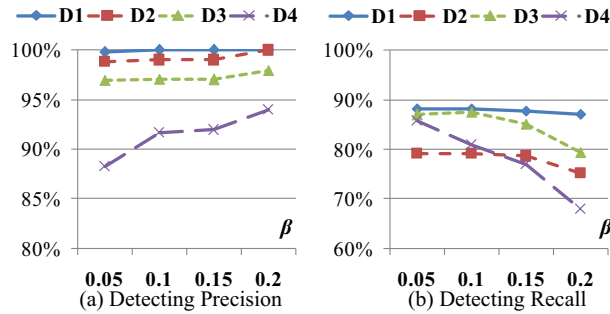 D1 D2 D3 D4
100%
95%
90%
85%
80%
β
0.05 0.1 0.15 0.2
(a) Detecting Precision
D1 D2 D3 D4
100%
90%
80%
70%
60%
β
0.05 0.1 0.15 0.2
(b) Detecting Recall